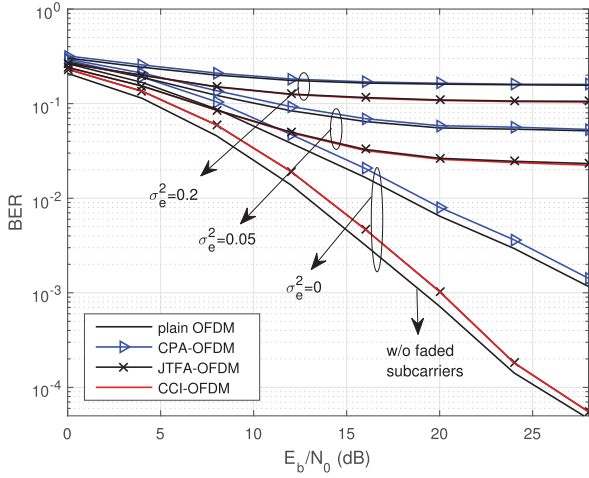 10^0
10^-1
10^-2
10^-3
10^-4
BER
σ_e^2=0.2
σ_e^2=0.05
σ_e^2=0
w/o faded
subcarriers
plain OFDM
CPA-OFDM
JTFA-OFDM
CCI-OFDM
0 5 10 15 20 25
E_b/N_0 (dB)